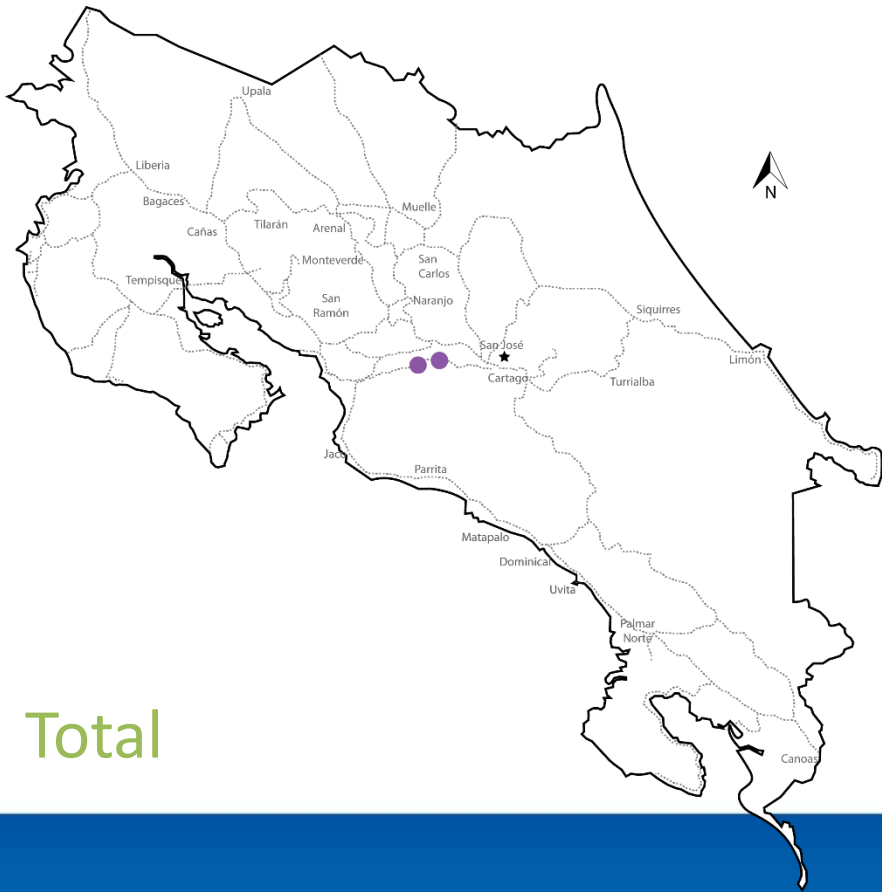 Upala
Liberia
Bagaces
Cañas
Tilarán
Arenal
Muelle
N
Monteverde
San
Carlos
Tempisque
San
Ramón
Naranjo
Siquirres
San José
Limón
Cartago
Turrialba
Jacó
Parrita
Matapalo
Dominical
Uvita
Palmar
Norte
Total
Canoas